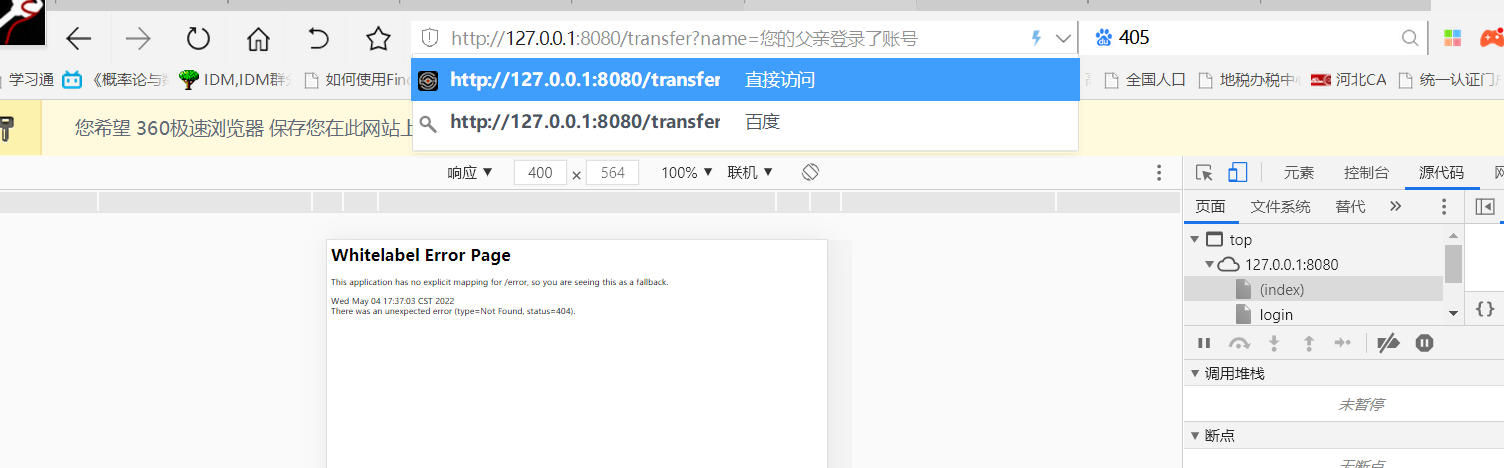 http://127.0.0.1:8080/transfer?name=您的父亲登录了账号
405
http://127.0.0.1:8080/transfer 直接访问
http://127.0.0.1:8080/transfer 百度
学习通
《概率论与
IDM,IDM群
如何使用Fin
全国人口
地税办税中
河北CA
统一认证门
您希望 360极速浏览器 保存您在此网站上
响应 400 × 564 100% 联机
元素 控制台 源代码
页面 文件系统 替代 »
top
127.0.0.1:8080
(index)
login
{}
Whitelabel Error Page
This application has no explicit mapping for /error, so you are seeing this as a fallback.
Wed May 04 17:37:03 CST 2022
There was an unexpected error (type=Not Found, status=404).
调用堆栈
未暂停
断点
无断点